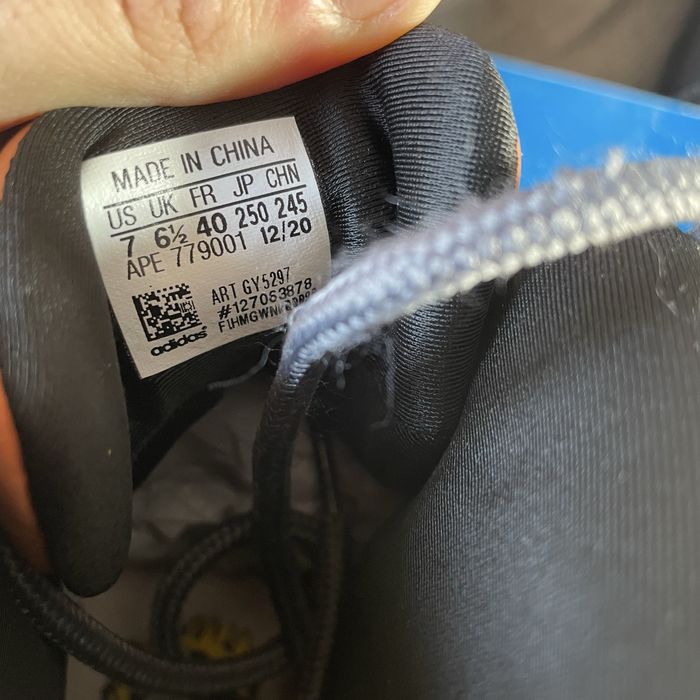 MADE IN CHINA
US UK FR JP CHN
7 6½ 40 250 245
APE 779001 12/20
ART GY5297
#127053878
adidas